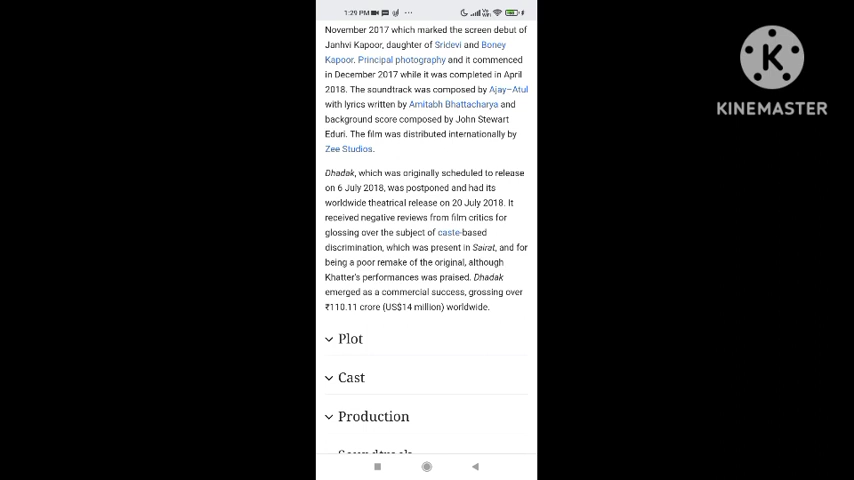 1:29 PM
November 2017 which marked the screen debut of
Janhvi Kapoor, daughter of Sridevi and Boney
Kapoor. Principal photography and it commenced
in December 2017 while it was completed in April
2018. The soundtrack was composed by Ajay–Atul
with lyrics written by Amitabh Bhattacharya and
background score composed by John Stewart
Eduri. The film was distributed internationally by
Zee Studios.
Dhadak, which was originally scheduled to release
on 6 July 2018, was postponed and had its
worldwide theatrical release on 20 July 2018. It
received negative reviews from film critics for
glossing over the subject of caste-based
discrimination, which was present in Sairat, and for
being a poor remake of the original, although
Khatter's performances was praised. Dhadak
emerged as a commercial success, grossing over
₹110.11 crore (US$14 million) worldwide.
Plot
Cast
Production
Soundtrack
K
KINEMASTER